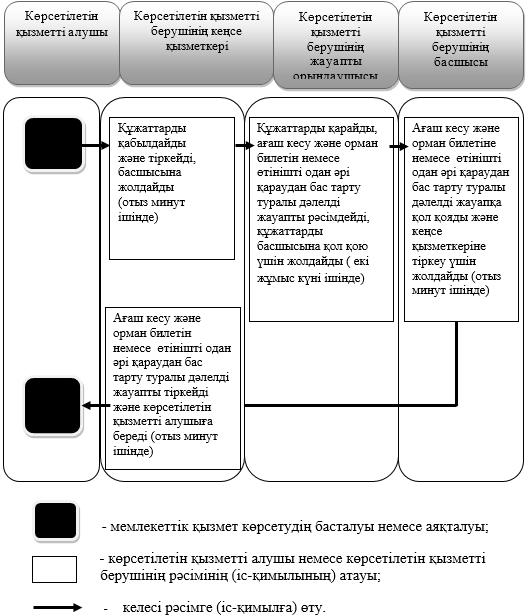 Көрсетілетін
қызметті алушы
Көрсетілетін қызметті
берушінің кеңсе
қызметкері
Көрсетілетін
қызметті
берушінің
жауапты
орындаушысы
Көрсетілетін
қызметті
берушінің
басшысы
Құжаттарды
қабылдайды
және тіркейді,
басшысына
жолдайды
(отыз минут
ішінде)
Құжаттарды қарайды,
ағаш кесу және орман
билетін немесе
өтінішті одан әрі
қараудан бас тарту
туралы дәлелді
жауапты рәсімдейді,
құжаттарды
басшысына қол қою
үшін жолдайды ( екі
жұмыс күні ішінде)
Ағаш кесу және
орман билетіне
немесе  өтінішті
одан әрі қараудан
бас тарту туралы
дәлелді жауапқа
қол қояды және
кеңсе
қызметкеріне
тіркеу үшін
жолдайды (отыз
минут ішінде)
Ағаш кесу және
орман билетін
немесе  өтінішті одан
әрі қараудан бас
тарту туралы дәлелді
жауапты тіркейді
және көрсетілетін
қызметті алушыға
береді (отыз минут
ішінде)
- мемлекеттік қызмет көрсетудің басталуы немесе аяқталуы;
- көрсетілетін қызметті алушы немесе көрсетілетін қызметті
берушінің рәсімінің (іс-қимылының) атауы;
- келесі рәсімге (іс-қимылға) өту.